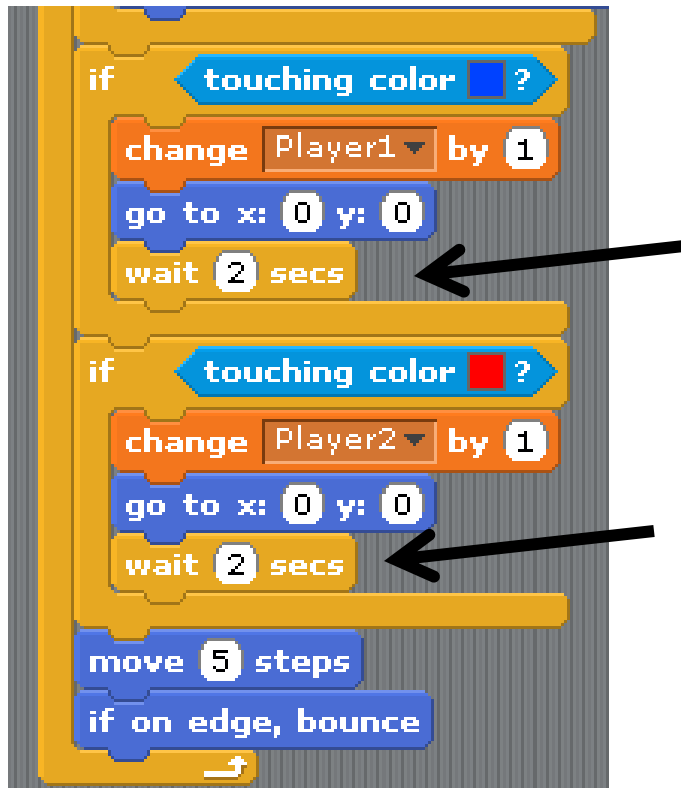 if touching color ?
change Player1 by 1
go to x: 0 y: 0
wait 2 secs
if touching color ?
change Player2 by 1
go to x: 0 y: 0
wait 2 secs
move 5 steps
if on edge, bounce